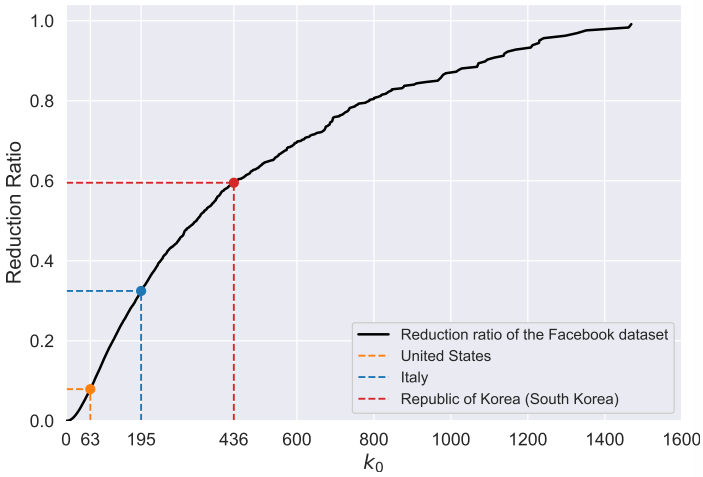 1.0
0.8
0.6
0.4
0.2
0.0
Reduction Ratio
Reduction ratio of the Facebook dataset
United States
Italy
Republic of Korea (South Korea)
0 63 195 436 600 800 1000 1200 1400 1600
k₀